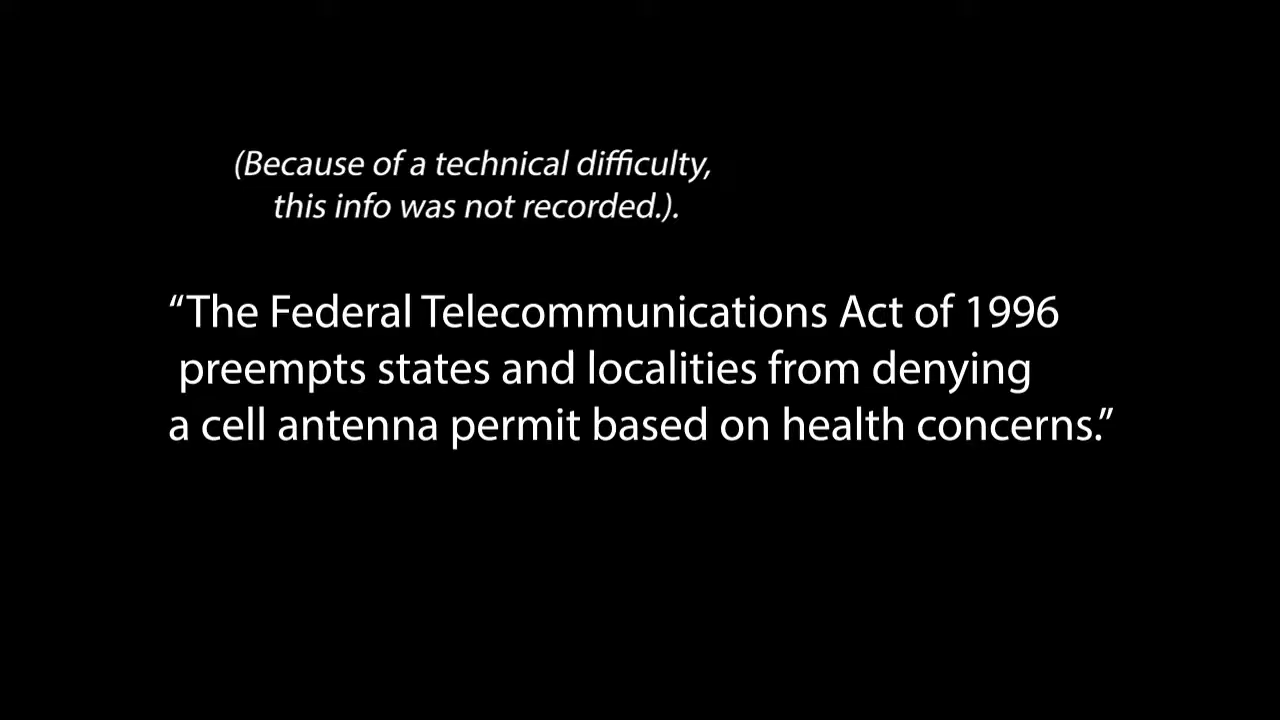 (Because of a technical difficulty,
this info was not recorded.).
“The Federal Telecommunications Act of 1996
preempts states and localities from denying
a cell antenna permit based on health concerns.”